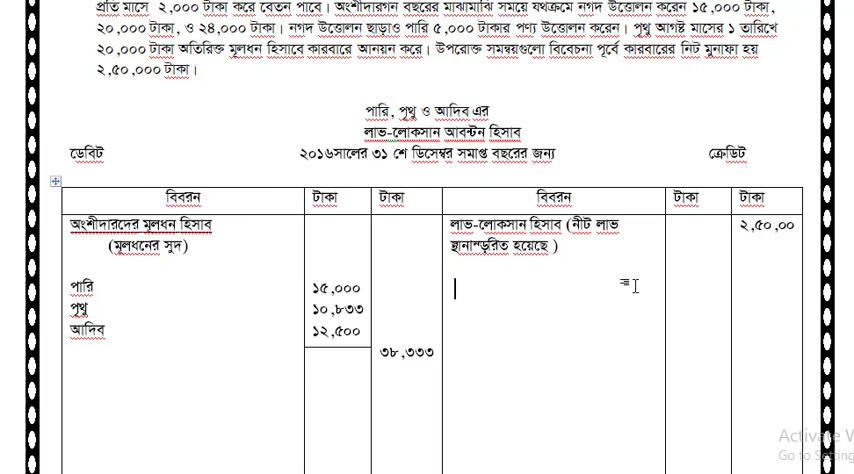 প্রতি মাসে ২,০০০ টাকা করে বেতন পাবে। অংশীদারগন বছরের মাঝামাঝি সময়ে যথক্রমে নগদ উত্তোলন করেন ১৫,০০০ টাকা,
২০,০০০ টাকা, ও ২৪,০০০ টাকা। নগদ উত্তোলন ছাড়াও পারি ৫,০০০ টাকার পণ্য উত্তোলন করেন। পৃথু আগষ্ট মাসের ১ তারিখে
২০,০০০ টাকা অতিরিক্ত মূলধন হিসাবে কারবারে আনয়ন করে। উপরোক্ত সমন্বয়গুলো বিবেচনা পূর্বে কারবারের নিট মুনাফা হয়
২,৫০,০০০ টাকা।
পারি, পৃথু ও আদিব এর
লাভ-লোকসান আবন্টন হিসাব
ডেবিট ২০১৬সালের ৩১ শে ডিসেম্বর সমাপ্ত বছরের জন্য ক্রেডিট
বিবরন টাকা টাকা বিবরন টাকা টাকা
অংশীদারদের মুলধন হিসাব লাভ-লোকসান হিসাব (নীট লাভ ২,৫০,০০
(মূলধনের সুদ) স্থানান্ড়রিত হয়েছে )
পারি ১৫,০০০
পৃথু ১০,৮৩৩
আদিব ১২,৫০০
৩৮,৩৩৩
Activate
Go to Setting